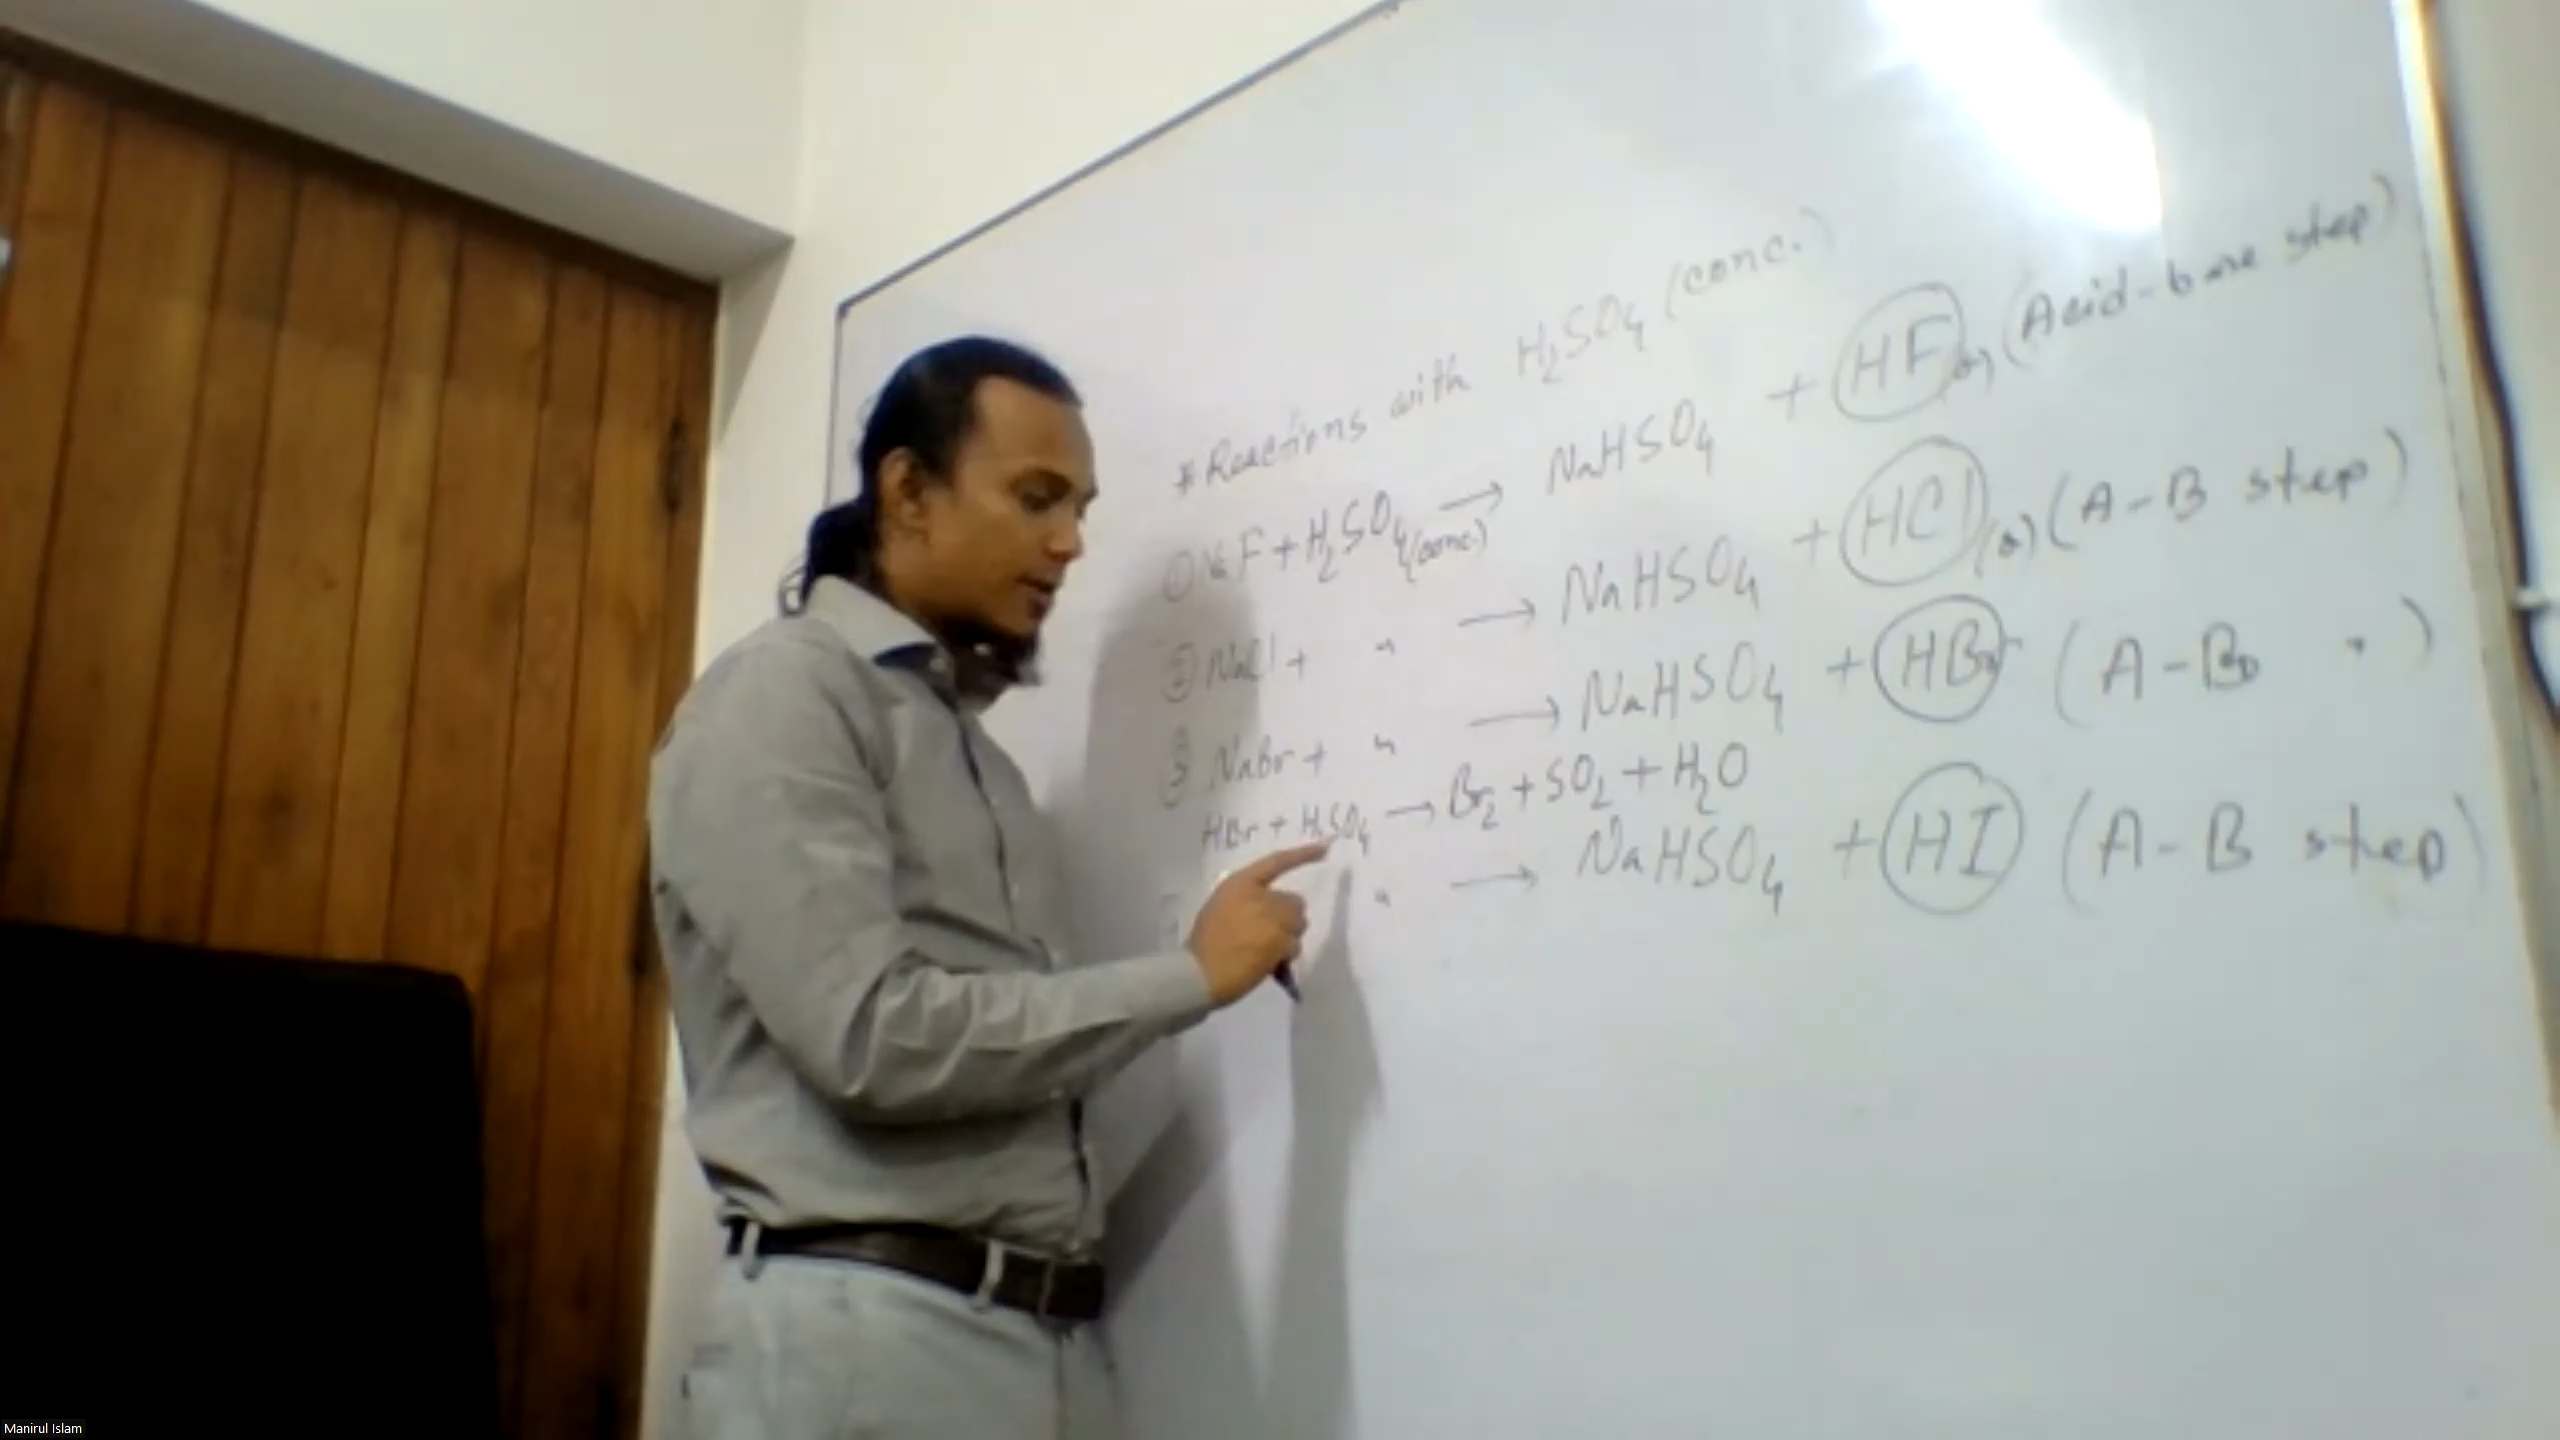 * Reactions with H₂SO₄ (conc.)
① NaF + H₂SO₄(conc.) → NaHSO₄ + HF(g) (Acid-base step)
② NaCl + " → NaHSO₄ + HCl(g) (A-B step)
③ NaBr + " → NaHSO₄ + HBr (A-B " )
HBr + H₂SO₄ → Br₂ + SO₂ + H₂O
" → NaHSO₄ + HI (A-B step)
Manirul Islam